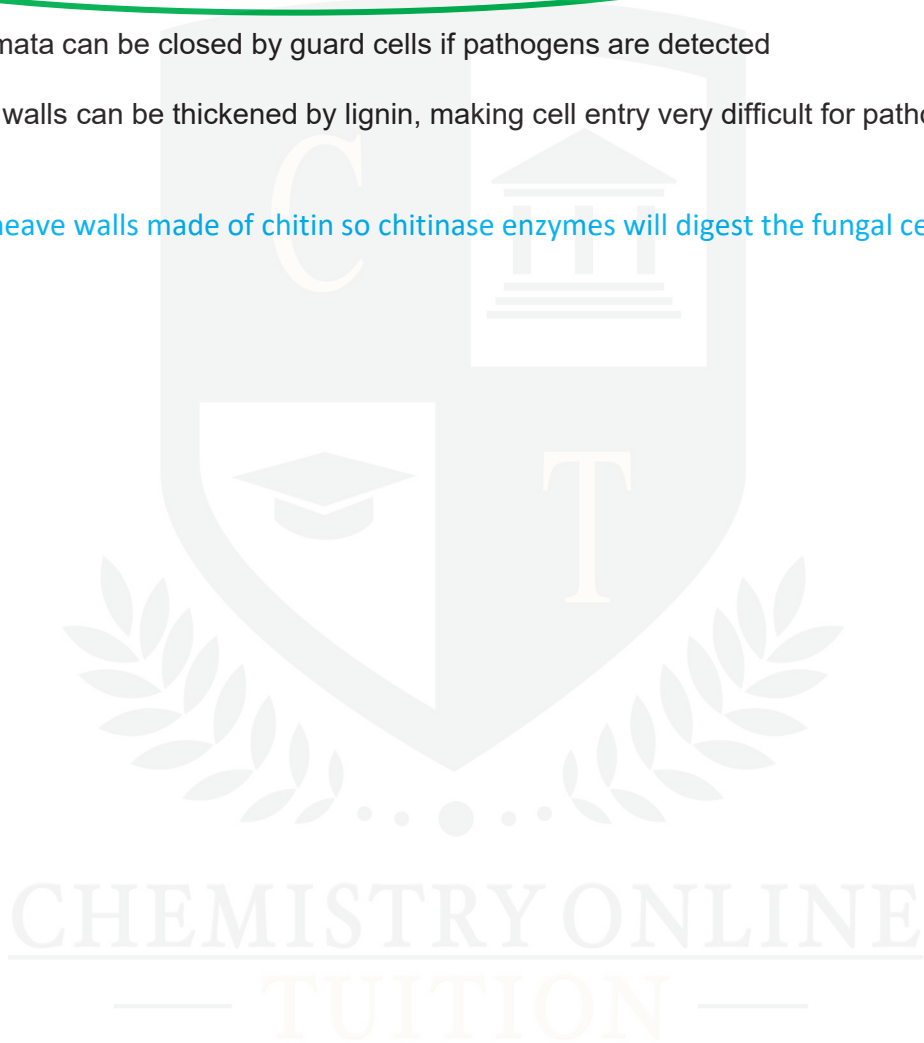 mata can be closed by guard cells if pathogens are detected
walls can be thickened by lignin, making cell entry very difficult for patho
heave walls made of chitin so chitinase enzymes will digest the fungal ce
C
T
CHEMISTRY ONLINE
— TUITION —